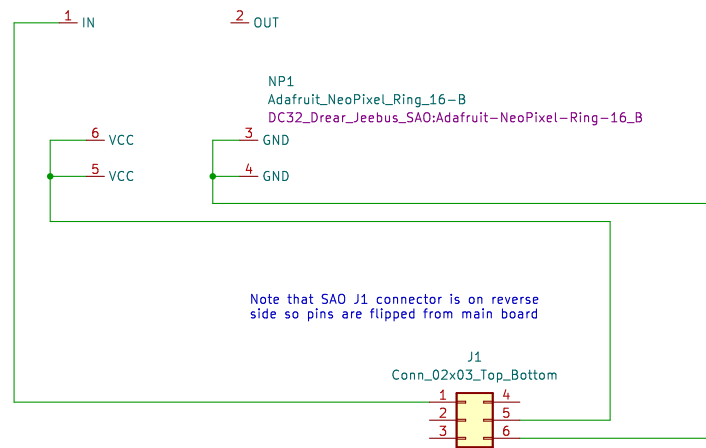 1 IN
2 OUT
NP1
Adafruit_NeoPixel_Ring_16-B
DC32_Drear_Jeebus_SAO:Adafruit-NeoPixel-Ring-16_B
6 VCC
3 GND
5 VCC
4 GND
Note that SAO J1 connector is on reverse
side so pins are flipped from main board
J1
Conn_02x03_Top_Bottom
1 4
2 5
3 6